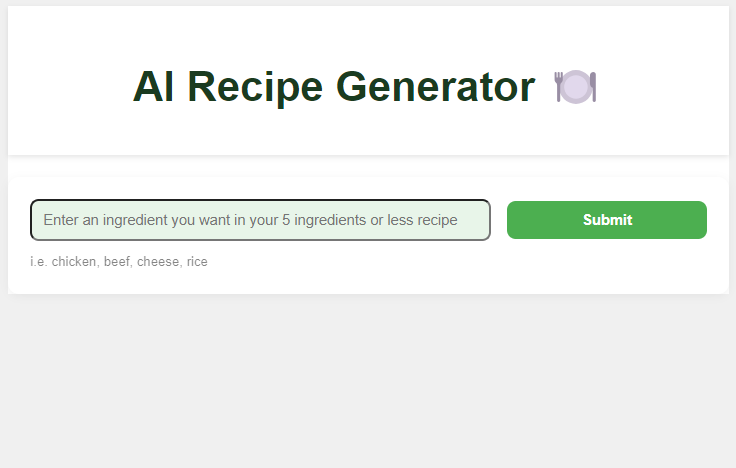 AI Recipe Generator 🍽️
Enter an ingredient you want in your 5 ingredients or less recipe
Submit
i.e. chicken, beef, cheese, rice